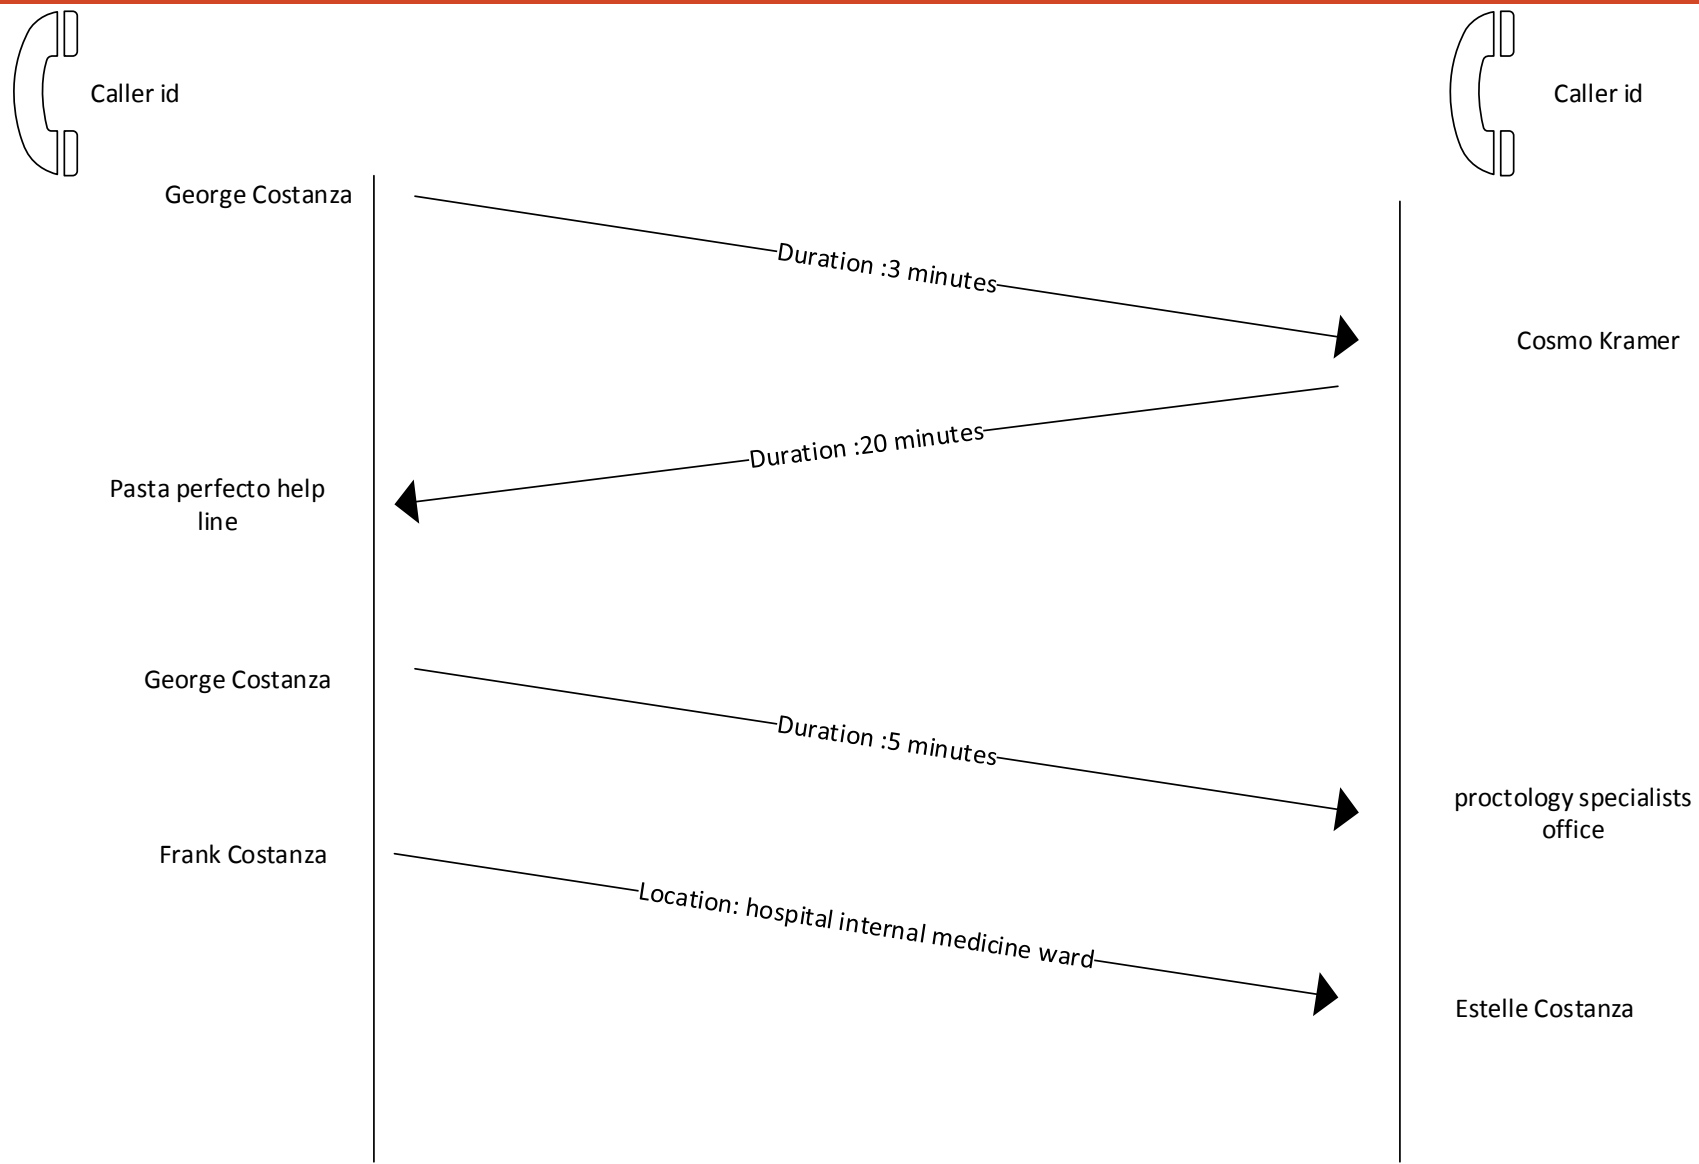 Caller id
Caller id
George Costanza
Duration :3 minutes
Cosmo Kramer
Duration :20 minutes
Pasta perfecto help
line
George Costanza
Duration :5 minutes
proctology specialists
office
Frank Costanza
Location: hospital internal medicine ward
Estelle Costanza